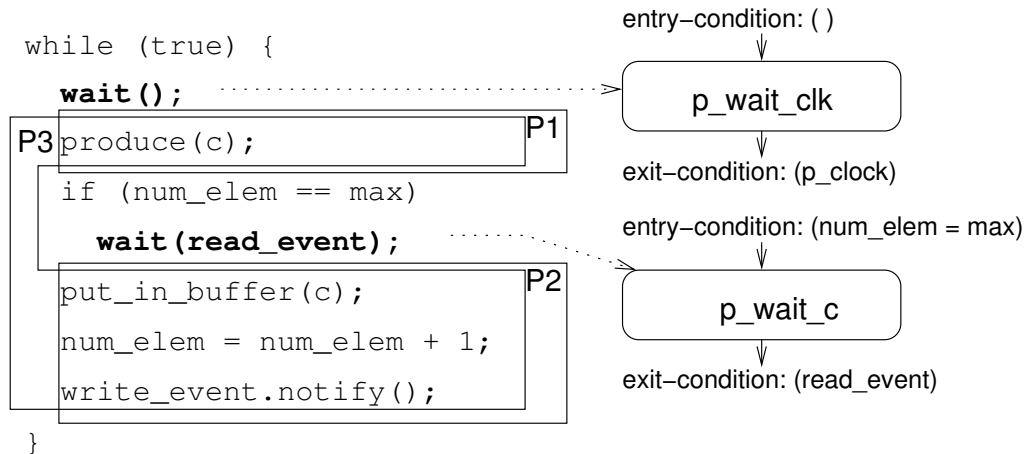 while (true) {
wait();
P3 produce(c); P1
if (num_elem == max)
wait(read_event);
put_in_buffer(c); P2
num_elem = num_elem + 1;
write_event.notify();
}
entry−condition: ( )
p_wait_clk
exit−condition: (p_clock)
entry−condition: (num_elem = max)
p_wait_c
exit−condition: (read_event)